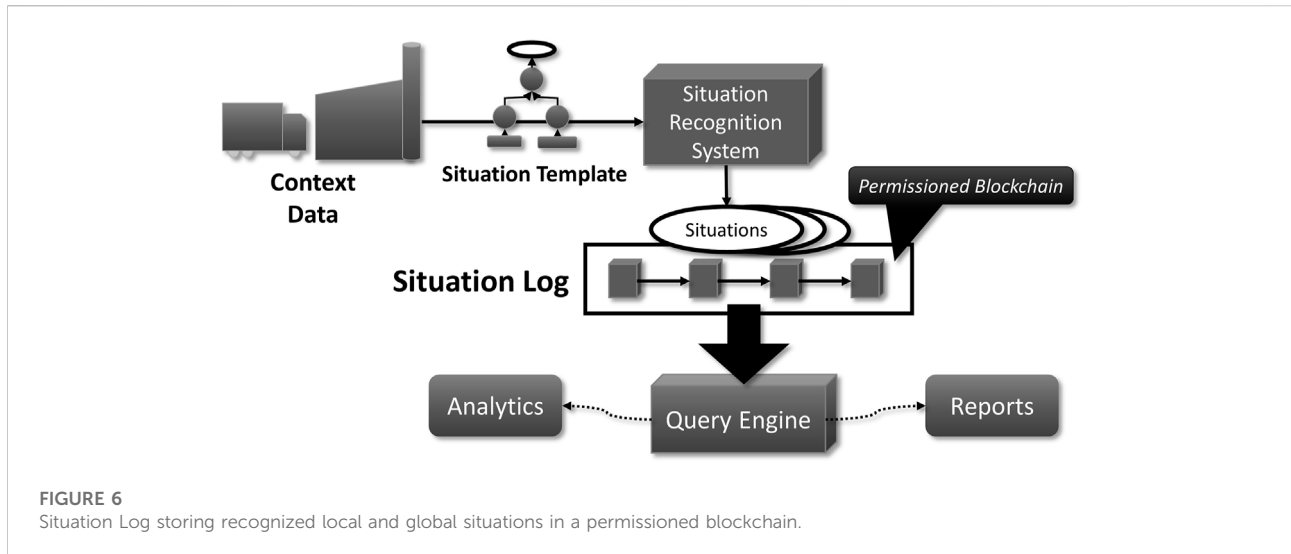 Context
Data
Situation Template
Situation
Recognition
System
Permissioned Blockchain
Situations
Situation Log
Analytics
Query Engine
Reports
FIGURE 6
Situation Log storing recognized local and global situations in a permissioned blockchain.